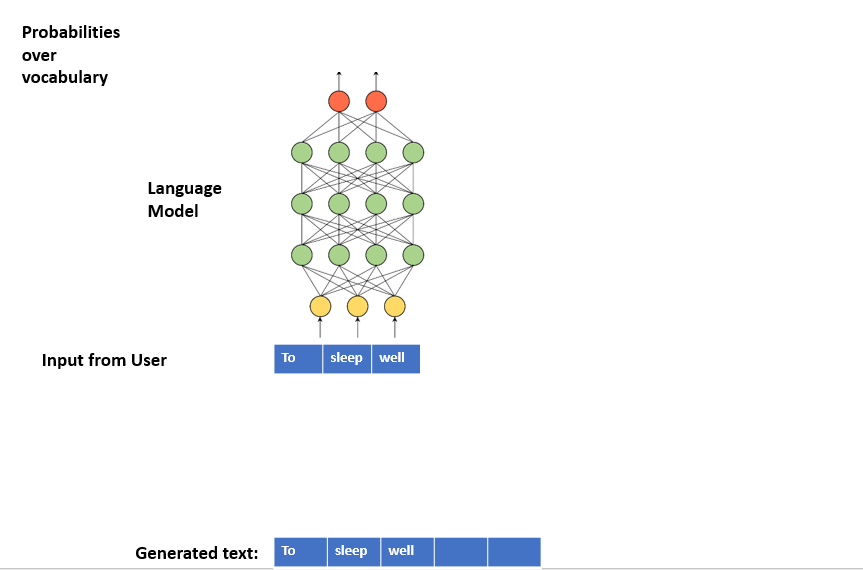 Probabilities
over
vocabulary
Language
Model
Input from User
To sleep well
Generated text:
To sleep well